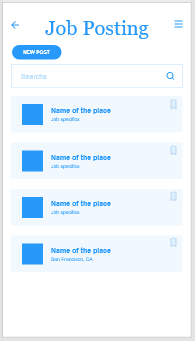 Job Posting
NEW POST
Searchs
Name of the place
Job specifics
Name of the place
Job specifics
Name of the place
Job specifics
Name of the place
San Francisco, CA